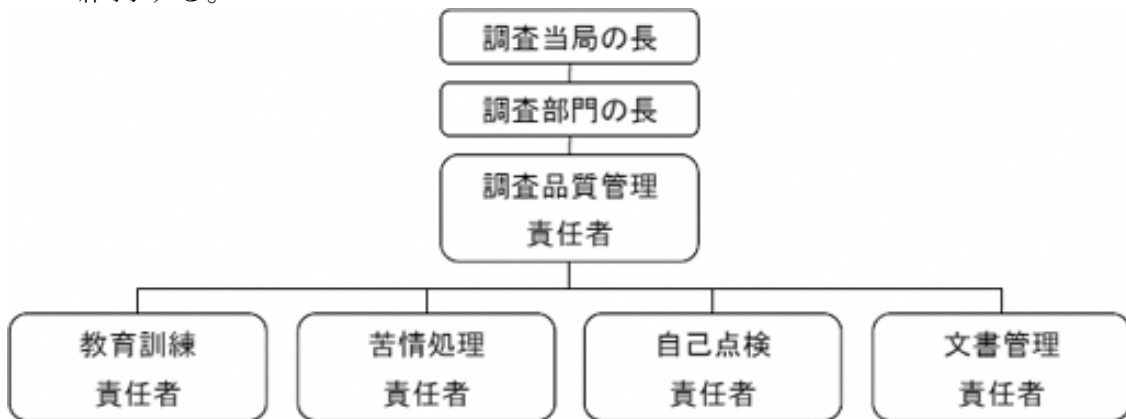 する。
調査当局の長
調査部門の長
調査品質管理
責任者
教育訓練
責任者
苦情処理
責任者
自己点検
責任者
文書管理
責任者